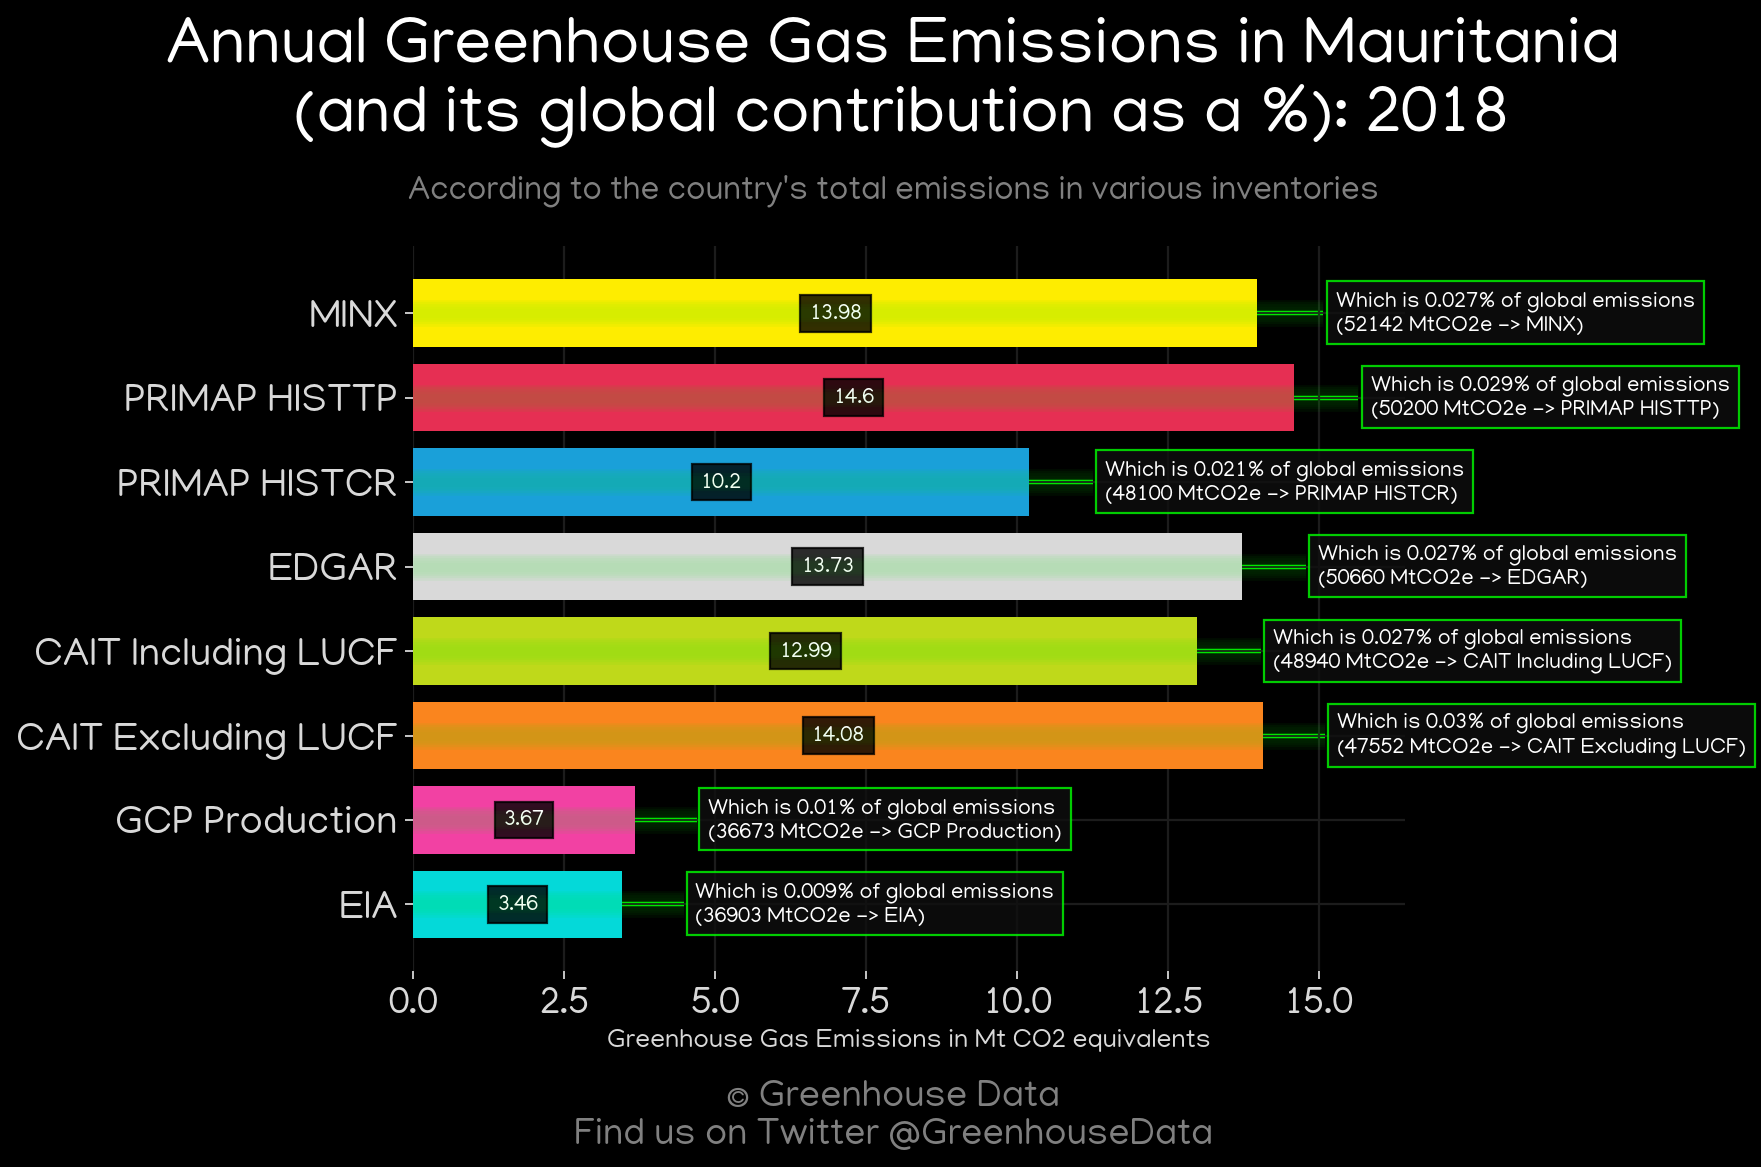 Annual Greenhouse Gas Emissions in Mauritania
(and its global contribution as a %): 2018
According to the country's total emissions in various inventories
MINX
13.98
Which is 0.027% of global emissions
(52142 MtCO2e -> MINX)
PRIMAP HISTTP
14.6
Which is 0.029% of global emissions
(50200 MtCO2e -> PRIMAP HISTTP)
PRIMAP HISTCR
10.2
Which is 0.021% of global emissions
(48100 MtCO2e -> PRIMAP HISTCR)
EDGAR
13.73
Which is 0.027% of global emissions
(50660 MtCO2e -> EDGAR)
CAIT Including LUCF
12.99
Which is 0.027% of global emissions
(48940 MtCO2e -> CAIT Including LUCF)
CAIT Excluding LUCF
14.08
Which is 0.03% of global emissions
(47552 MtCO2e -> CAIT Excluding LUCF)
GCP Production
3.67
Which is 0.01% of global emissions
(36673 MtCO2e -> GCP Production)
EIA
3.46
Which is 0.009% of global emissions
(36903 MtCO2e -> EIA)
0.0 2.5 5.0 7.5 10.0 12.5 15.0
Greenhouse Gas Emissions in Mt CO2 equivalents
© Greenhouse Data
Find us on Twitter @GreenhouseData